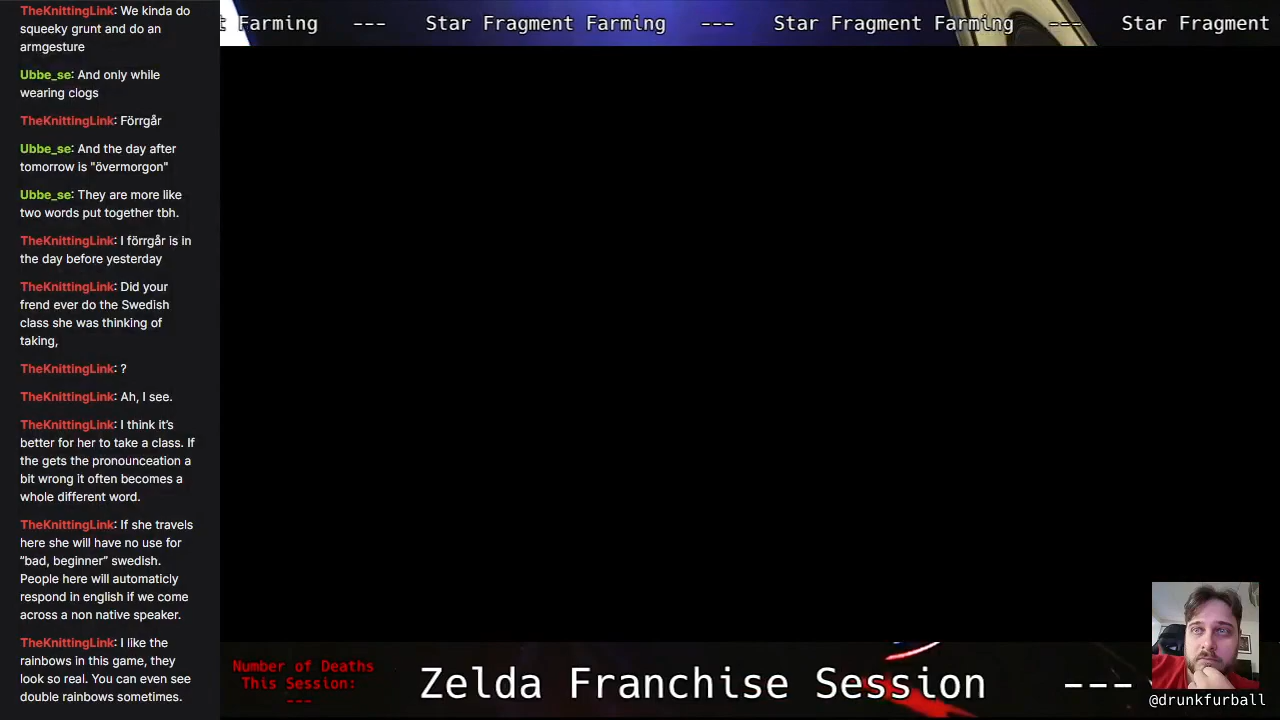 TheKnittingLink: We kinda do
squeeky grunt and do an
armgesture
Ubbe_se: And only while
wearing clogs
TheKnittingLink: Förrgår
Ubbe_se: And the day after
tomorrow is "övermorgon"
Ubbe_se: They are more like
two words put together tbh.
TheKnittingLink: I förrgår is in
the day before yesterday
TheKnittingLink: Did your
frend ever do the Swedish
class she was thinking of
taking,
TheKnittingLink: ?
TheKnittingLink: Ah, I see.
TheKnittingLink: I think it’s
better for her to take a class. If
the gets the pronounceation a
bit wrong it often becomes a
whole different word.
TheKnittingLink: If she travels
here she will have no use for
“bad, beginner” swedish.
People here will automaticly
respond in english if we come
across a non native speaker.
TheKnittingLink: I like the
rainbows in this game, they
look so real. You can even see
double rainbows sometimes.
t Farming --- Star Fragment Farming --- Star Fragment Farming --- Star Fragment
Number of Deaths
This Session:
---
Zelda Franchise Session ---
@drunkfurball